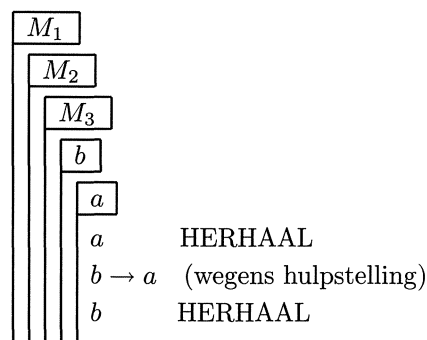 M₁
M₂
M₃
b
a
a HERHAAL
b → a (wegens hulpstelling)
b HERHAAL